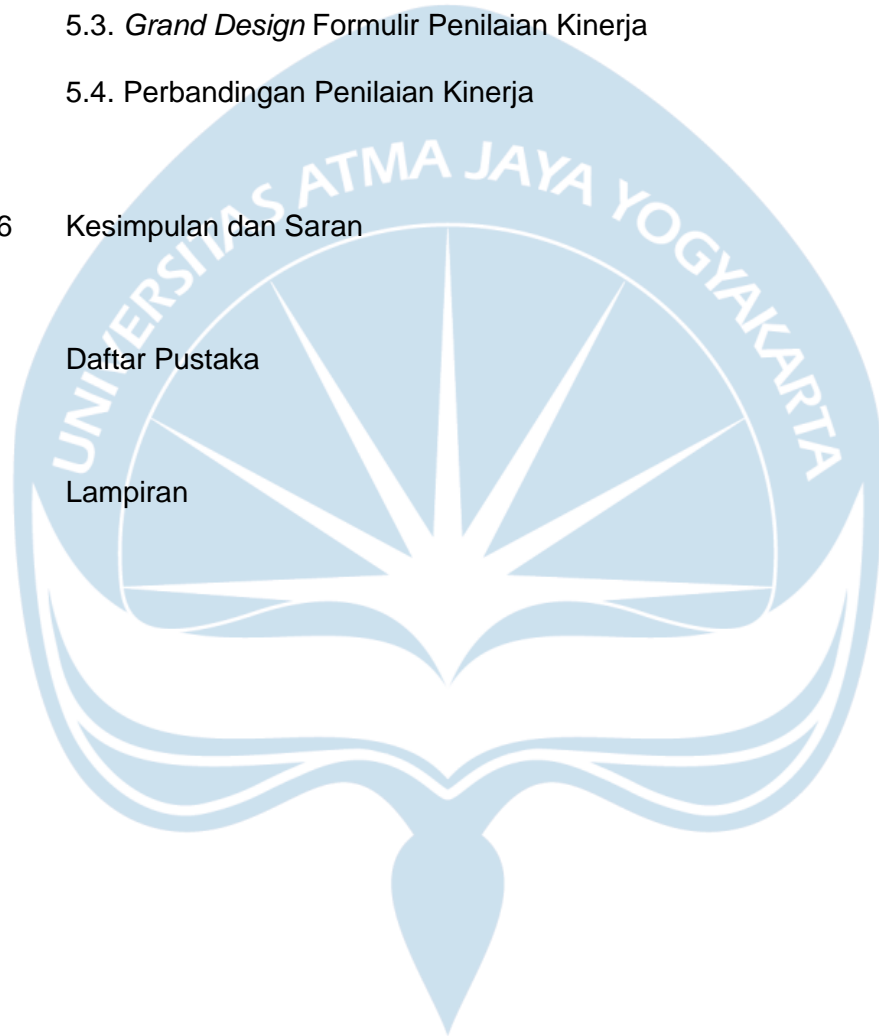 5.3. Grand Design Formulir Penilaian Kinerja
5.4. Perbandingan Penilaian Kinerja
UNIVERSITAS ATMA JAYA YOGYAKARTA
6 Kesimpulan dan Saran
Daftar Pustaka
Lampiran